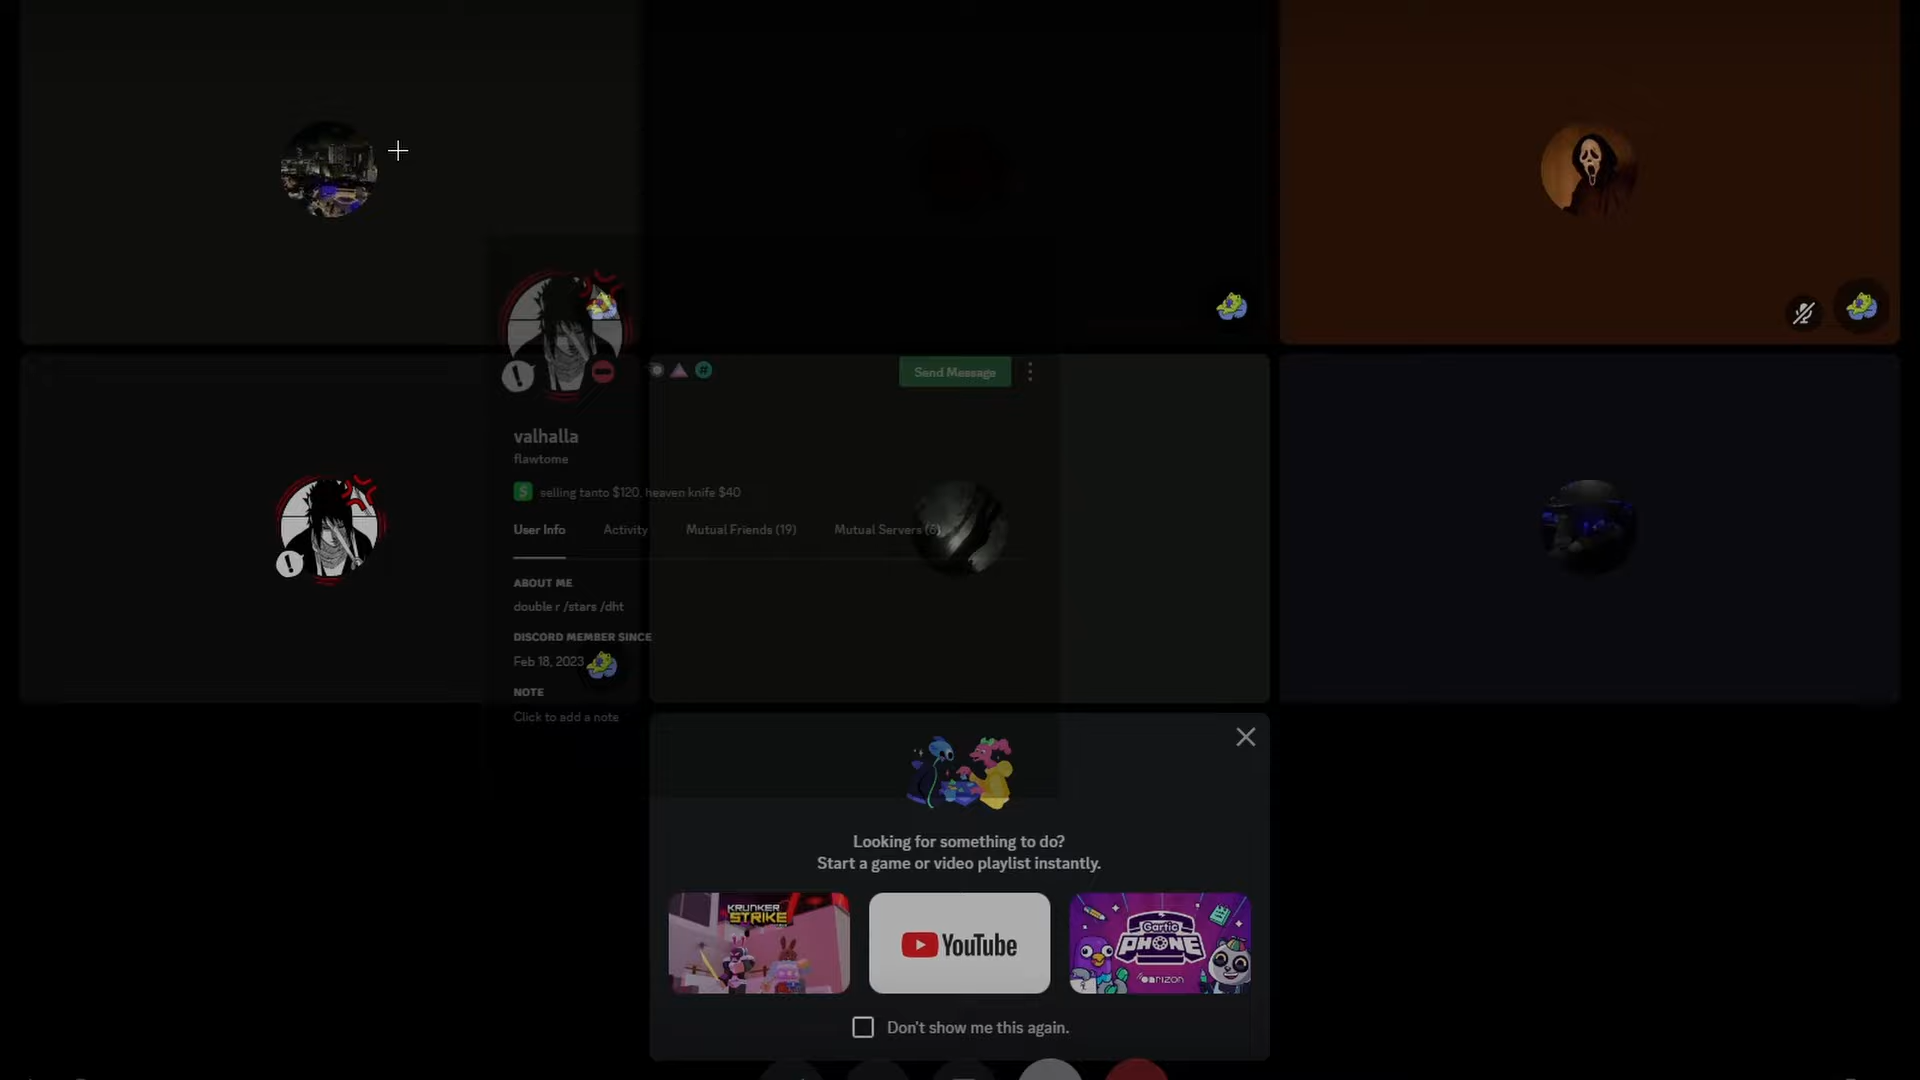 Send Message
valhalla
flawtome
selling tanto $120, heaven knife $40
User Info Activity Mutual Friends (19) Mutual Servers (6)
ABOUT ME
double r /stars /dht
DISCORD MEMBER SINCE
Feb 18, 2023
NOTE
Click to add a note
Looking for something to do?
Start a game or video playlist instantly.
KRUNKER
STRIKE
YouTube
Gartic
PHONE
ONRIZON
Don't show me this again.